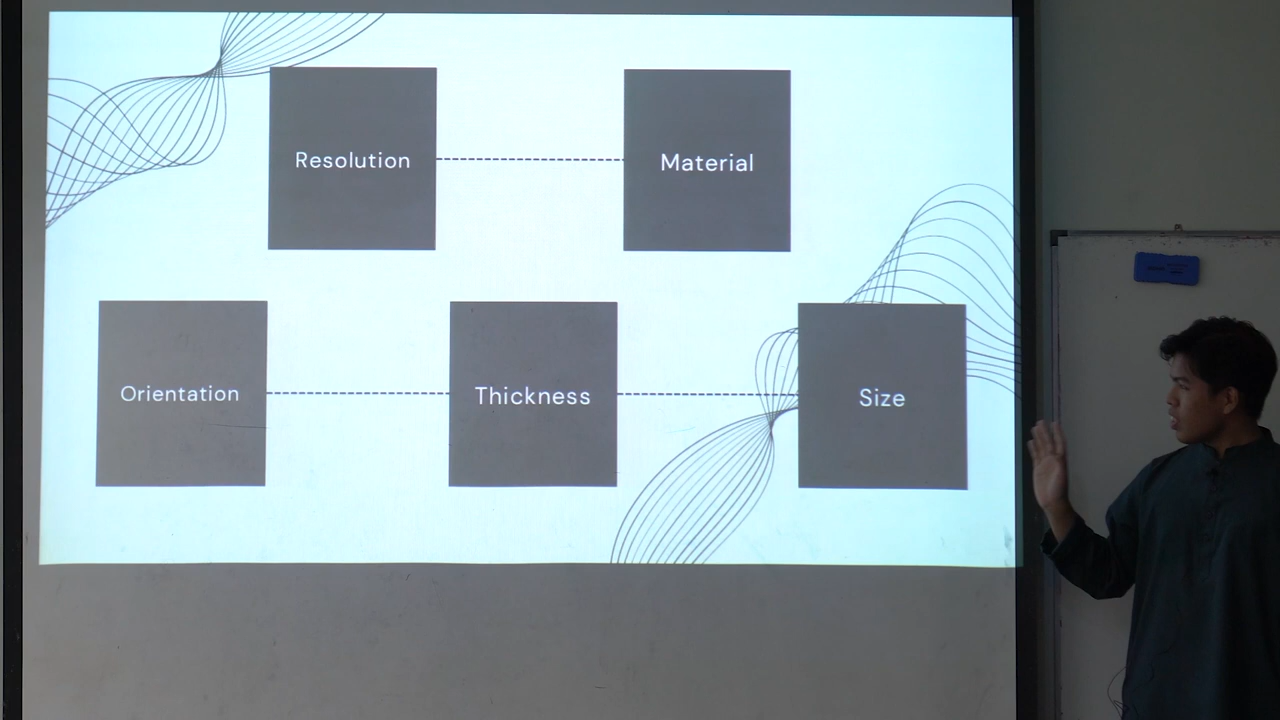 Resolution
Material
Orientation
Thickness
Size